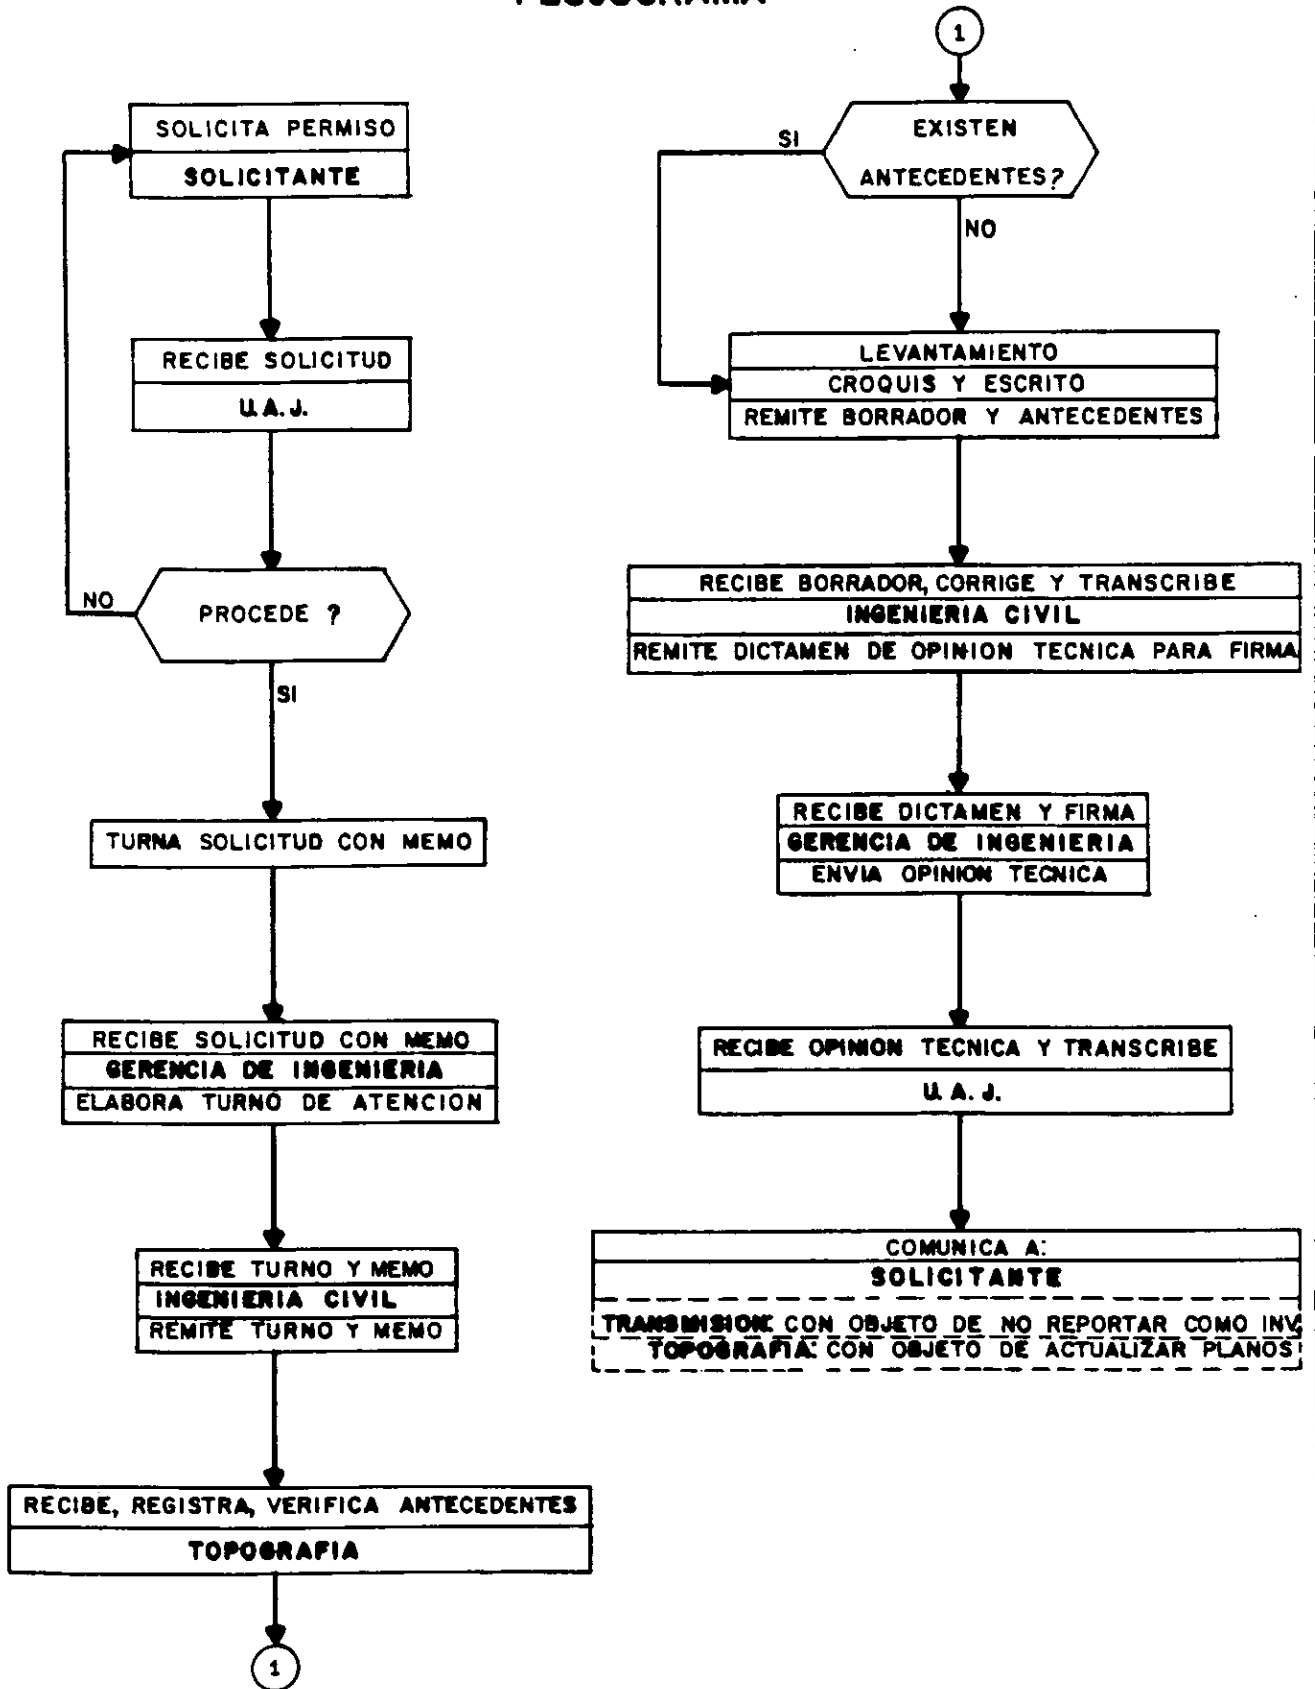 SOLICITA PERMISO
SOLICITANTE
RECIBE SOLICITUD
U.A.J.
PROCEDE ?
NO
SI
TURNA SOLICITUD CON MEMO
RECIBE SOLICITUD CON MEMO
GERENCIA DE INGENIERIA
ELABORA TURNO DE ATENCION
RECIBE TURNO Y MEMO
INGENIERIA CIVIL
REMITE TURNO Y MEMO
RECIBE, REGISTRA, VERIFICA ANTECEDENTES
TOPOGRAFIA
1
1
EXISTEN
ANTECEDENTES?
SI
NO
LEVANTAMIENTO
CROQUIS Y ESCRITO
REMITE BORRADOR Y ANTECEDENTES
RECIBE BORRADOR, CORRIGE Y TRANSCRIBE
INGENIERIA CIVIL
REMITE DICTAMEN DE OPINION TECNICA PARA FIRMA
RECIBE DICTAMEN Y FIRMA
GERENCIA DE INGENIERIA
ENVIA OPINION TECNICA
RECIBE OPINION TECNICA Y TRANSCRIBE
U.A.J.
COMUNICA A:
SOLICITANTE
TRANSMISION: CON OBJETO DE NO REPORTAR COMO INV.
TOPOGRAFIA: CON OBJETO DE ACTUALIZAR PLANOS